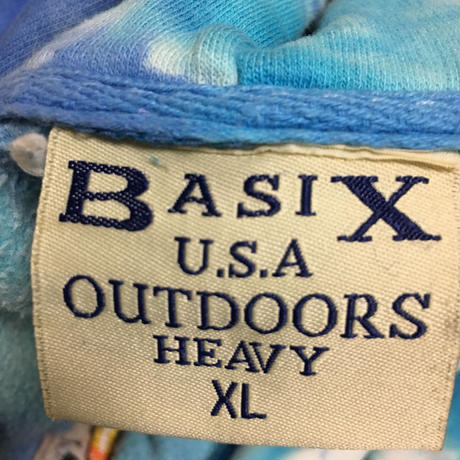 BASIX
U.S.A
OUTDOORS
HEAVY
XL